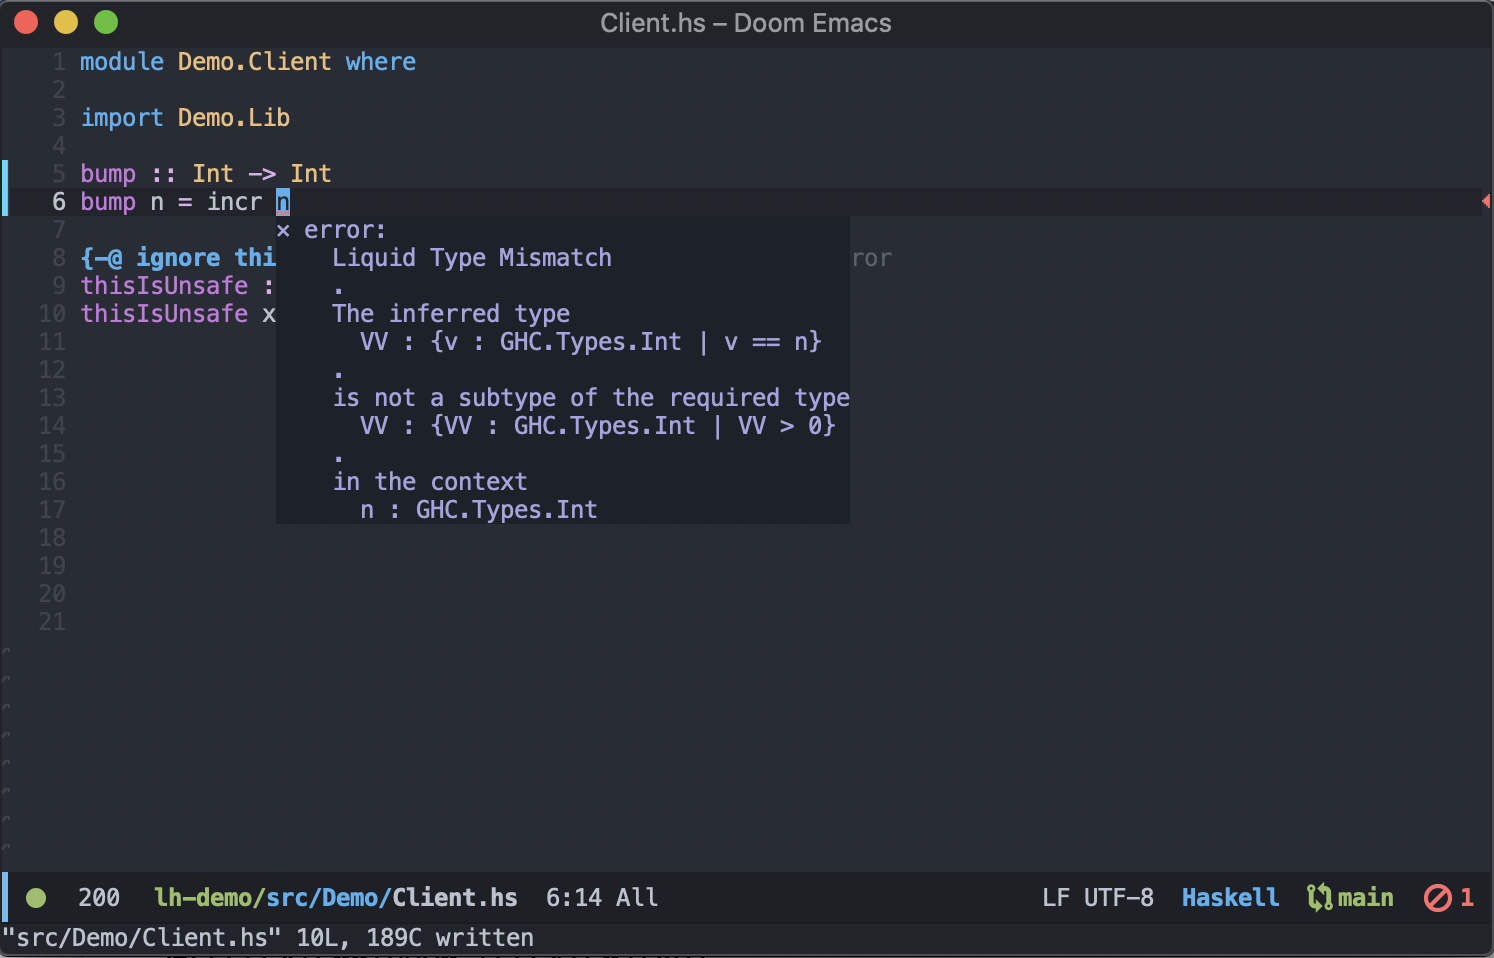 Client.hs – Doom Emacs
1 module Demo.Client where
2
3 import Demo.Lib
4
5 bump :: Int -> Int
6 bump n = incr n
7 × error:
8 {-@ ignore thi Liquid Type Mismatch ror
9 thisIsUnsafe : .
10 thisIsUnsafe x The inferred type
11 VV : {v : GHC.Types.Int | v == n}
12 .
13 is not a subtype of the required type
14 VV : {VV : GHC.Types.Int | VV > 0}
15 .
16 in the context
17 n : GHC.Types.Int
18
19
20
21
200 lh-demo/src/Demo/Client.hs 6:14 All LF UTF-8 Haskell main 1
"src/Demo/Client.hs" 10L, 189C written